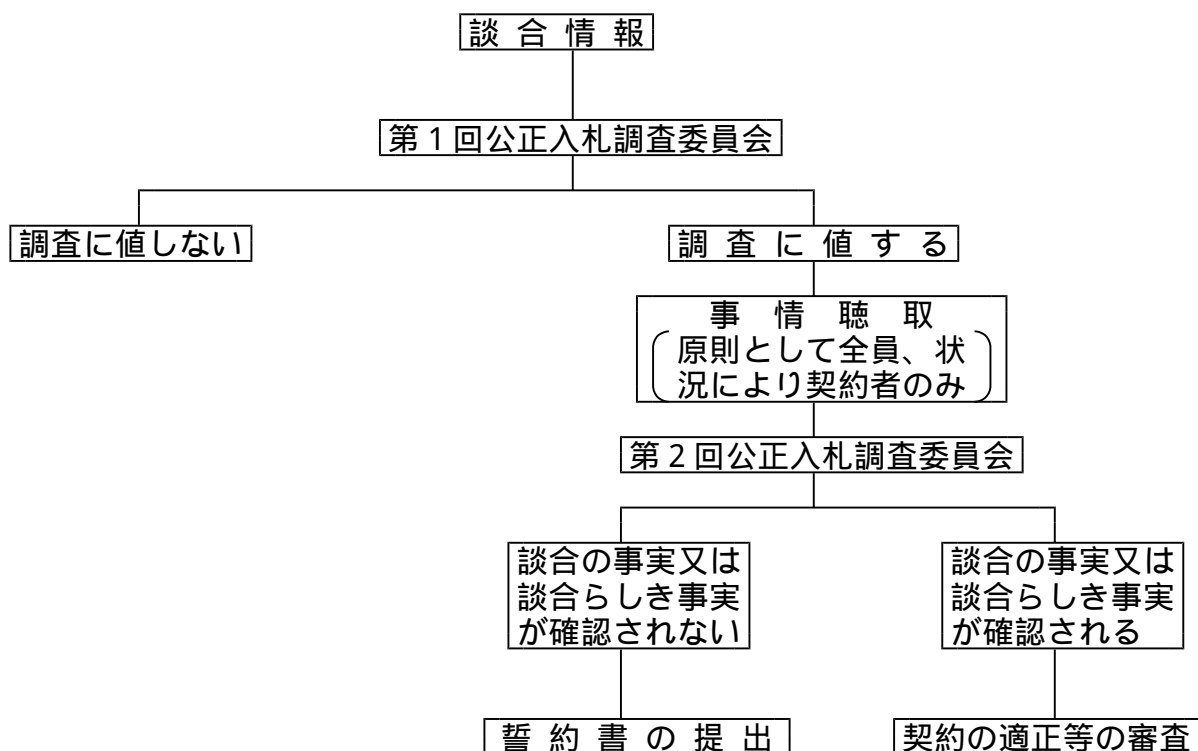 談合情報
第1回公正入札調査委員会
調査に値しない
調査に値する
事情聴取
原則として全員、状
況により契約者のみ
第2回公正入札調査委員会
談合の事実又は
談合らしき事実
が確認されない
談合の事実又は
談合らしき事実
が確認される
誓約書の提出
契約の適正等の審査